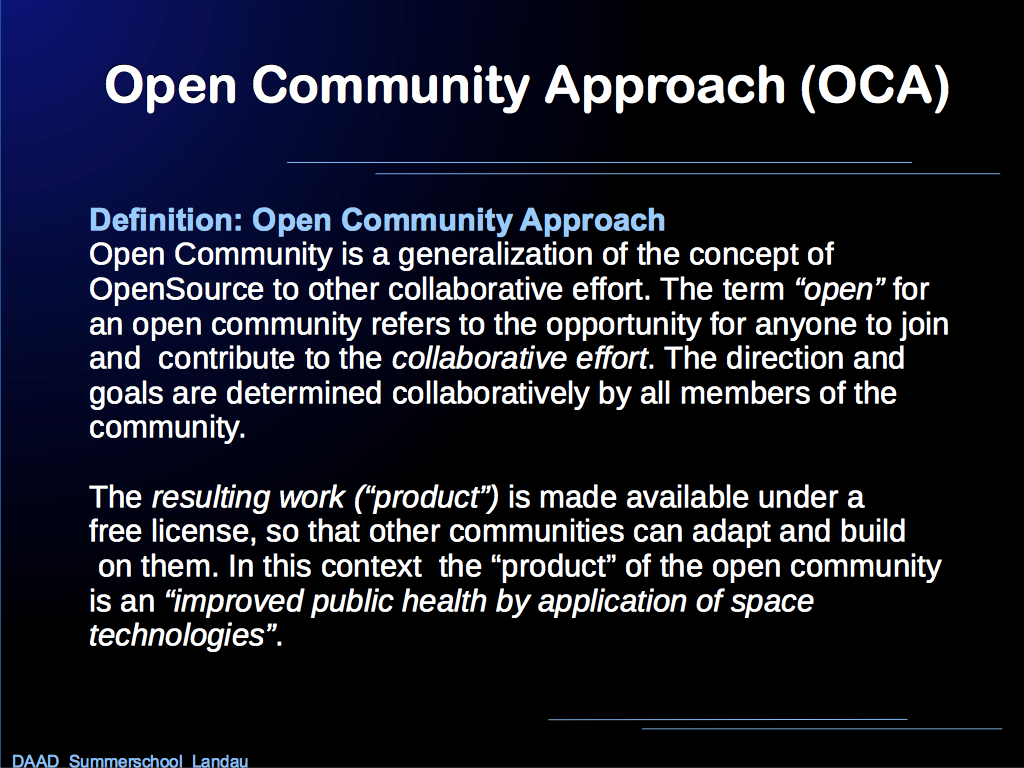 Open Community Approach (OCA)
Definition: Open Community Approach
Open Community is a generalization of the concept of
OpenSource to other collaborative effort. The term “open” for
an open community refers to the opportunity for anyone to join
and  contribute to the collaborative effort. The direction and
goals are determined collaboratively by all members of the
community.
The resulting work (“product”) is made available under a
free license, so that other communities can adapt and build
on them. In this context  the “product” of the open community
is an “improved public health by application of space
technologies”.
DAAD  Summerschool  Landau